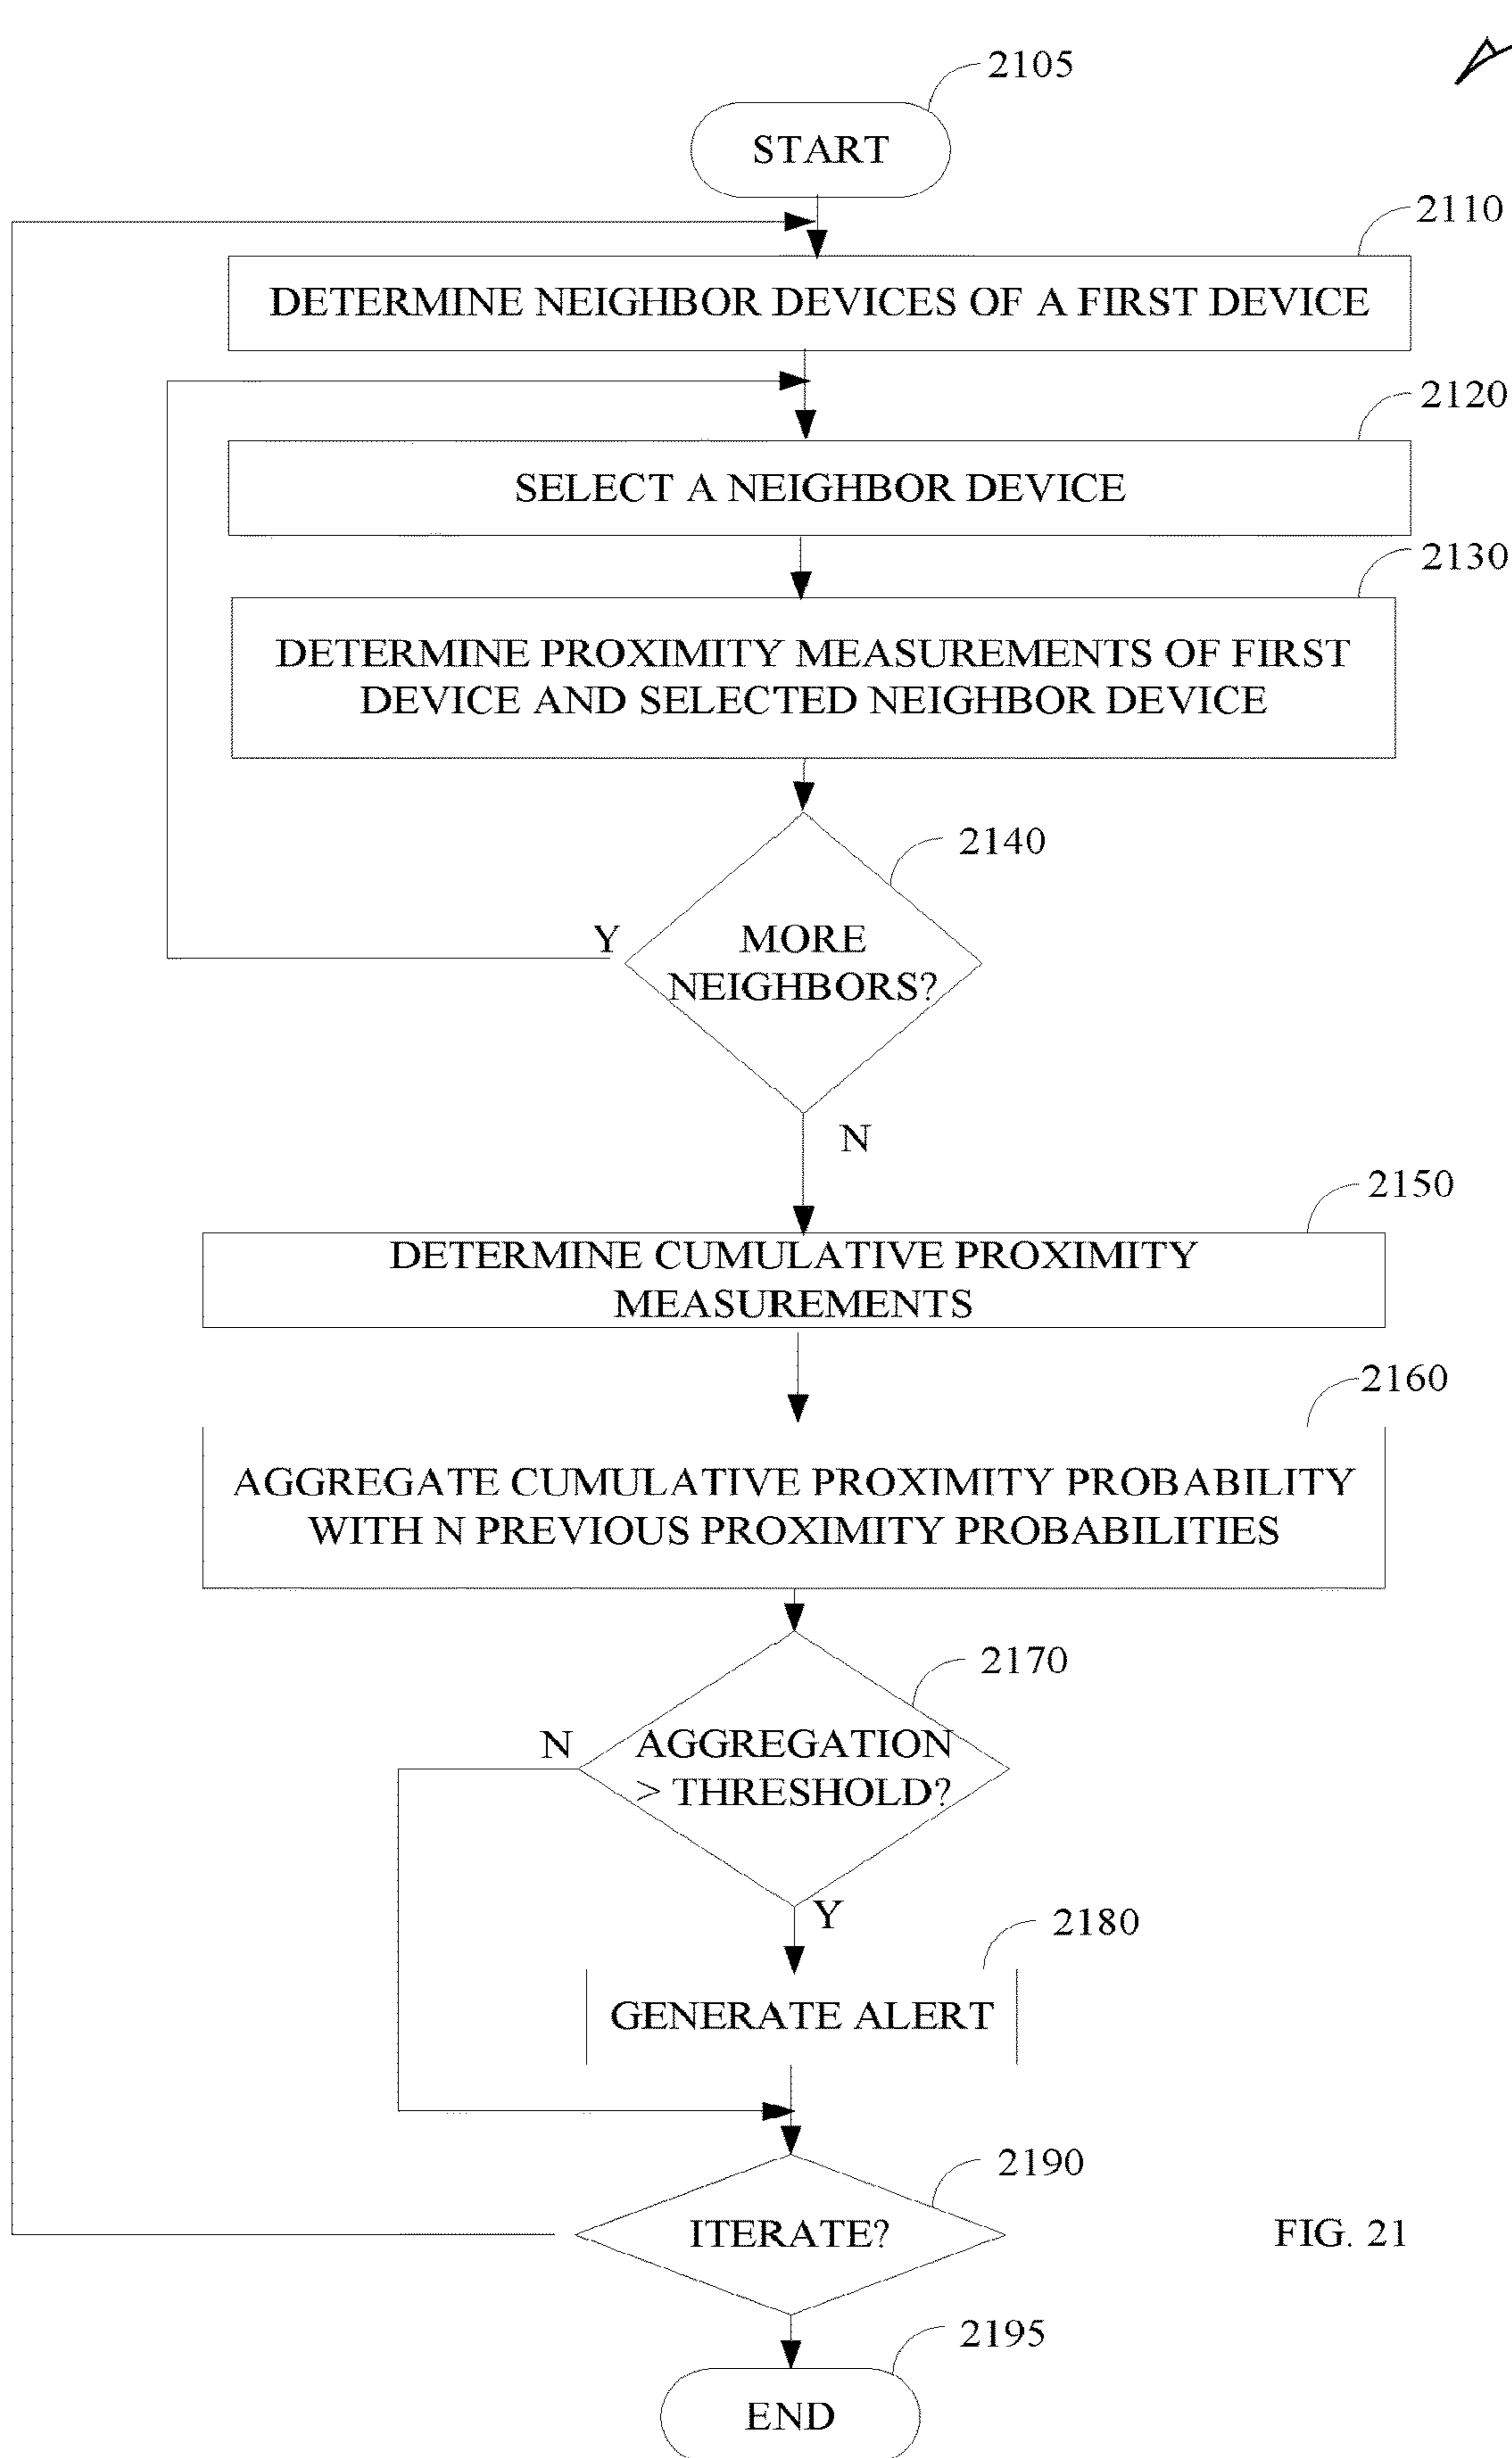 2105
START
2110
DETERMINE NEIGHBOR DEVICES OF A FIRST DEVICE
2120
SELECT A NEIGHBOR DEVICE
2130
DETERMINE PROXIMITY MEASUREMENTS OF FIRST
DEVICE AND SELECTED NEIGHBOR DEVICE
2140
Y
MORE
NEIGHBORS?
N
2150
DETERMINE CUMULATIVE PROXIMITY
MEASUREMENTS
2160
AGGREGATE CUMULATIVE PROXIMITY PROBABILITY
WITH N PREVIOUS PROXIMITY PROBABILITIES
2170
N
AGGREGATION
> THRESHOLD?
Y
2180
GENERATE ALERT
2190
ITERATE?
FIG. 21
2195
END